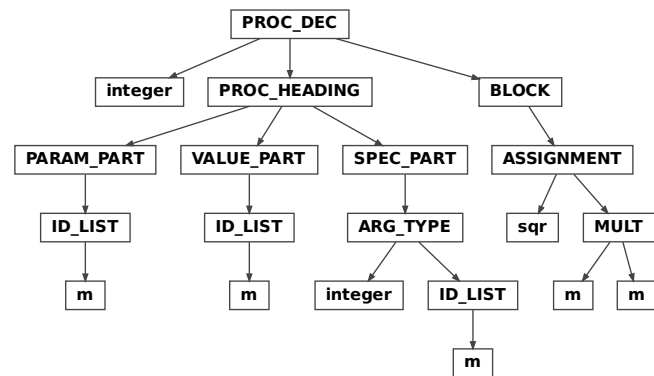 PROC_DEC
integer PROC_HEADING BLOCK
PARAM_PART VALUE_PART SPEC_PART ASSIGNMENT
ID_LIST ID_LIST ARG_TYPE sqr MULT
m m integer ID_LIST m m
m